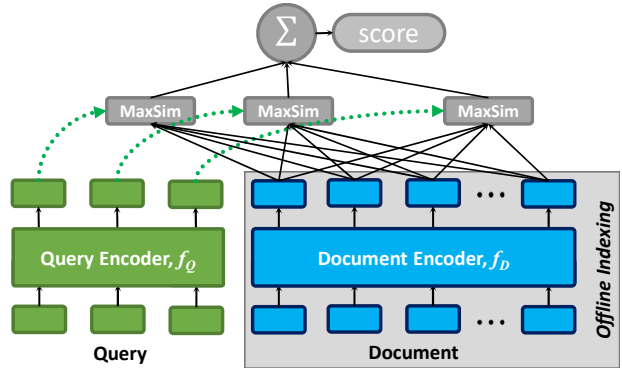 Σ
score
MaxSim
MaxSim
MaxSim
Query Encoder, f_Q
Document Encoder, f_D
Offline Indexing
Query
Document